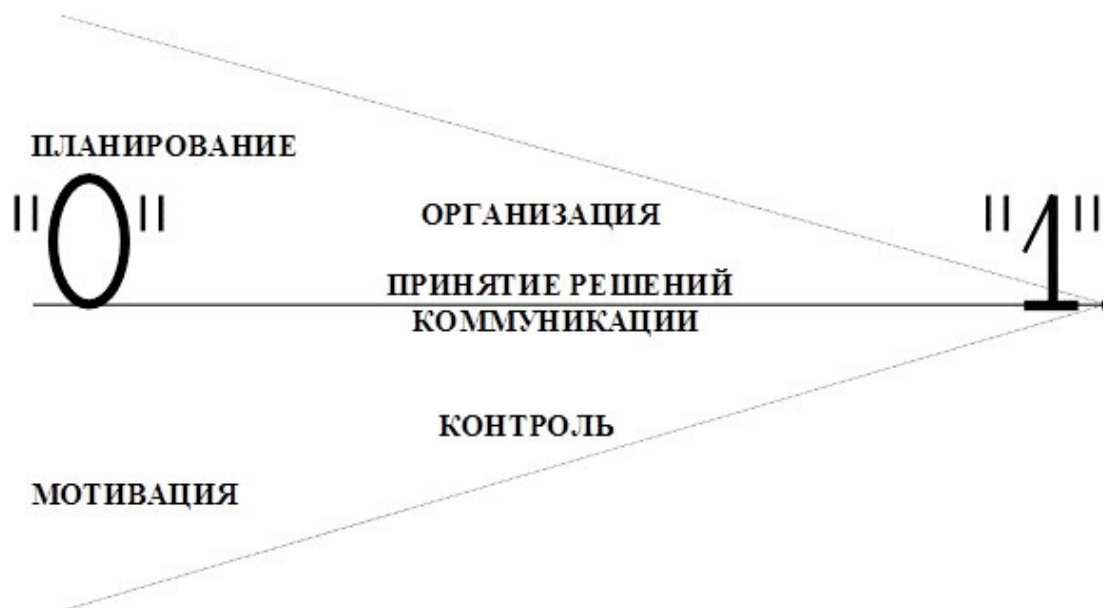 ПЛАНИРОВАНИЕ
"0"
"1"
ОРГАНИЗАЦИЯ
ПРИНЯТИЕ РЕШЕНИЙ
КОММУНИКАЦИИ
КОНТРОЛЬ
МОТИВАЦИЯ